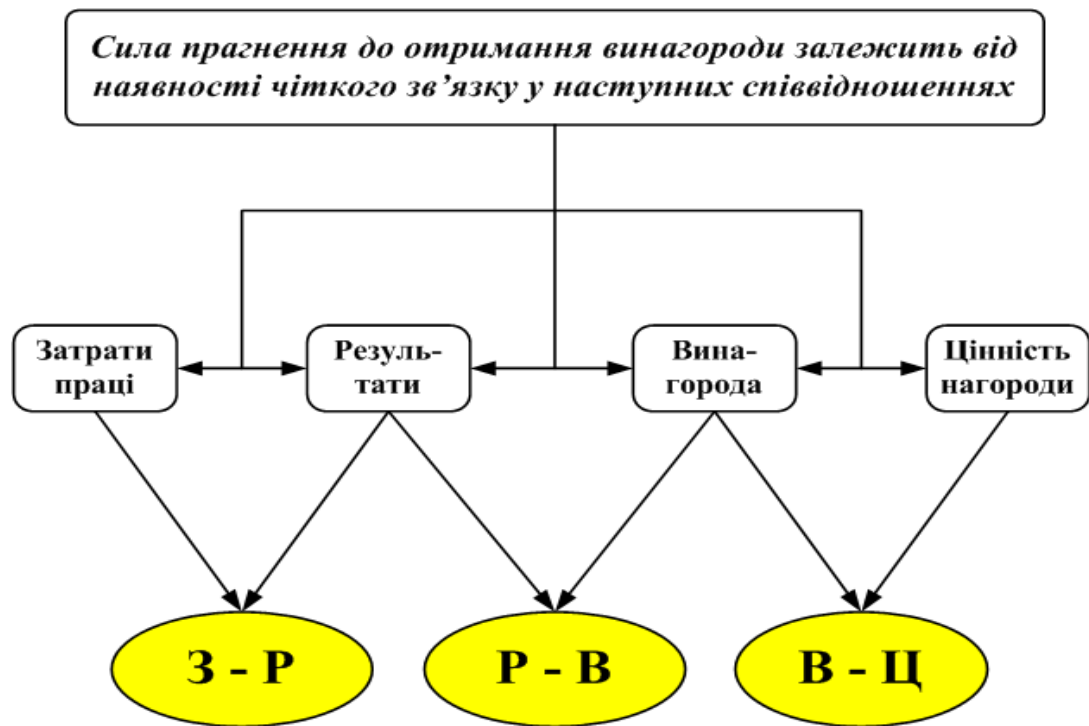 Сила прагнення до отримання винагороди залежить від
наявності чіткого зв’язку у наступних співвідношеннях
Затрати
праці
Резуль-
тати
Вина-
города
Цінність
нагороди
З - Р
Р - В
В - Ц